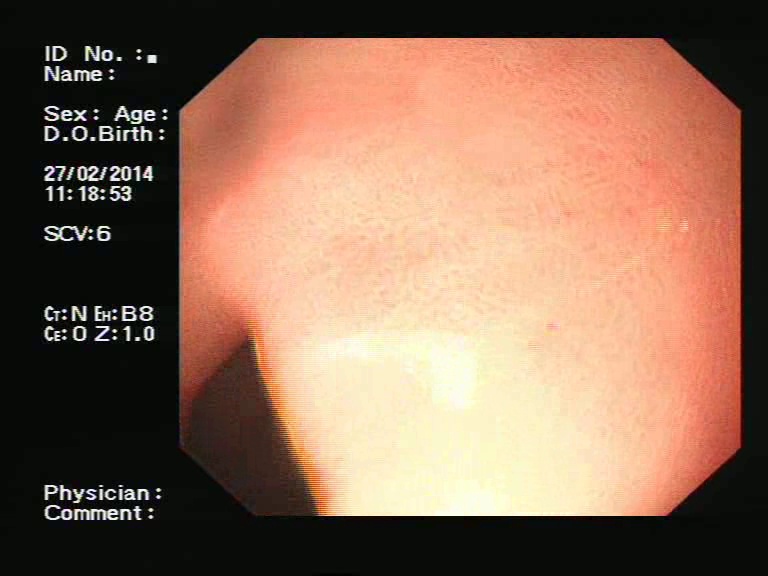 ID No. :
Name:
Sex: Age:
D.O.Birth:
27/02/2014
11:18:53
SCV:6
CT:N EH:B8
CE:0 Z:1.0
Physician:
Comment: